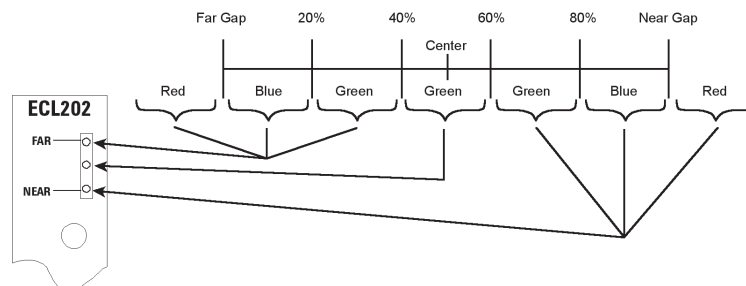 Far Gap 20% 40% 60% 80% Near Gap
Center
Red Blue Green Green Green Blue Red
ECL202
FAR
NEAR